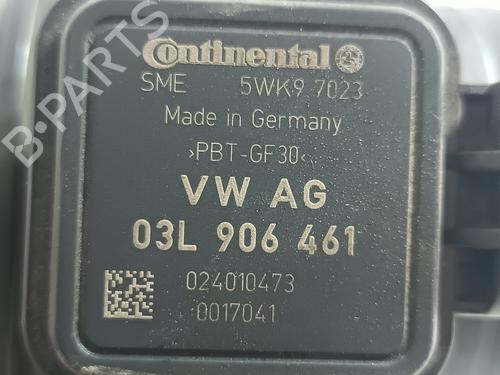 Continental
SME 5WK9 7023
Made in Germany
>PBT-GF30<
VW AG
03L 906 461
024010473
0017041
B-PARTS